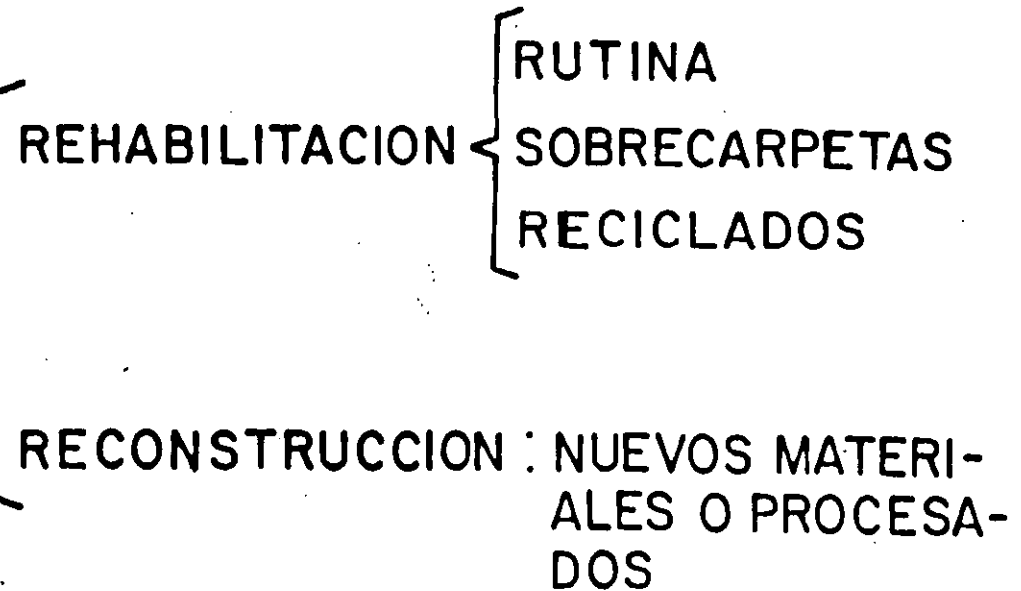 RUTINA
REHABILITACION
SOBRECARPETAS
RECICLADOS
RECONSTRUCCION : NUEVOS MATERI-
ALES O PROCESA-
DOS